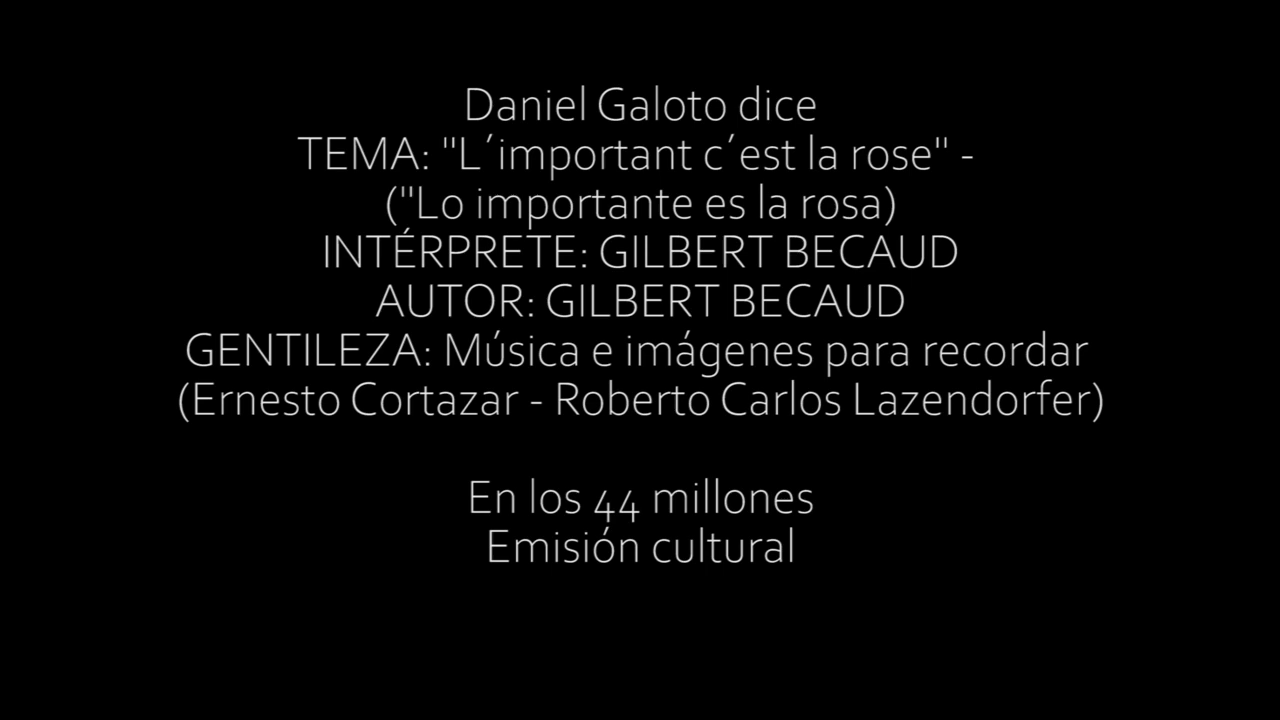 Daniel Galoto dice
TEMA: "L´important c´est la rose" -
("Lo importante es la rosa)
INTÉRPRETE: GILBERT BECAUD
AUTOR: GILBERT BECAUD
GENTILEZA: Música e imágenes para recordar
(Ernesto Cortazar - Roberto Carlos Lazendorfer)
En los 44 millones
Emisión cultural